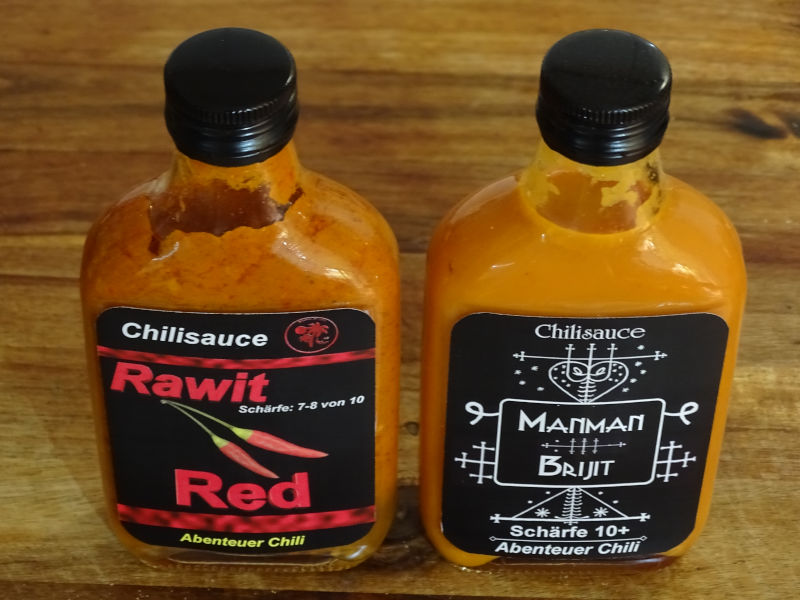 Chilisauce
Rawit
Schärfe: 7-8 von 10
Red
Abenteuer Chili
Chilisauce
MANMAN
BRIJIT
Schärfe 10+
Abenteuer Chili